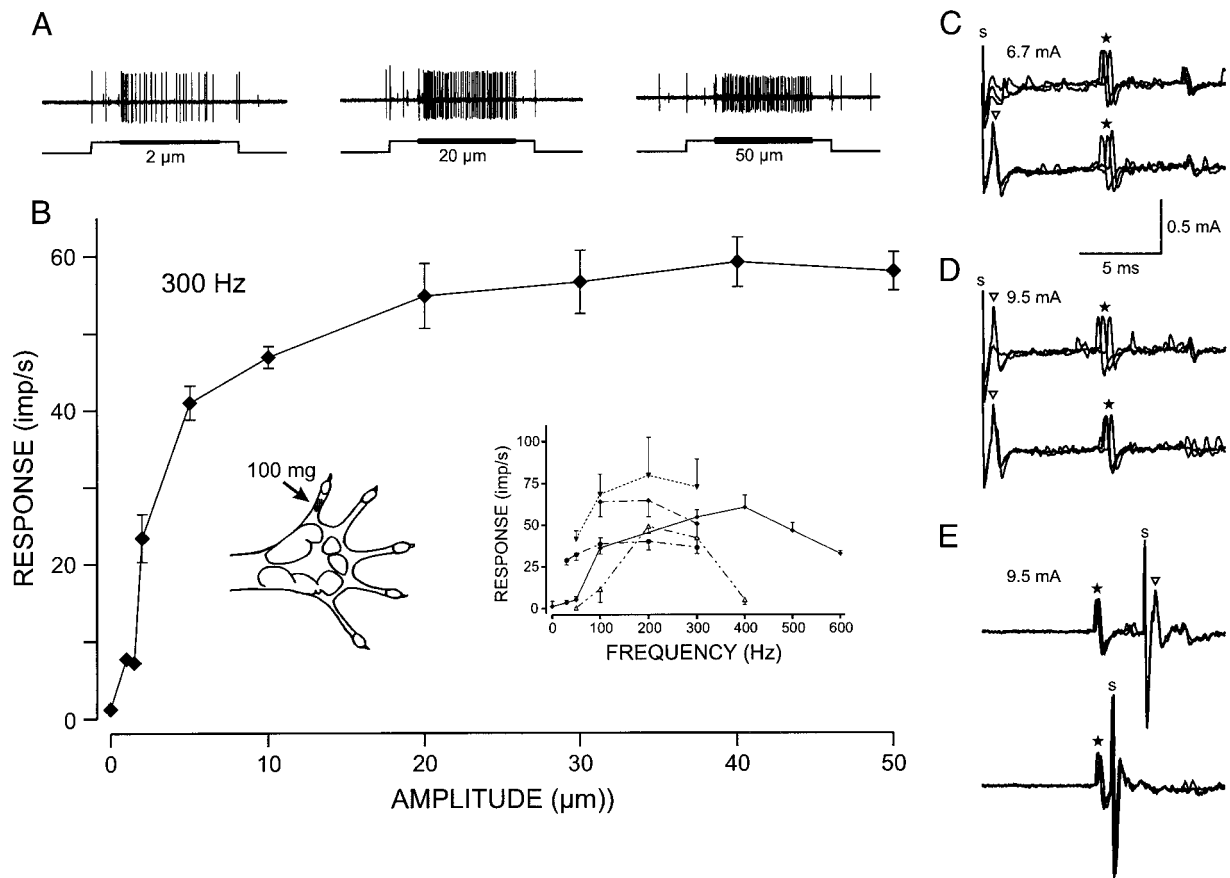 A
2 µm
20 µm
50 µm
B
300 Hz
RESPONSE (imp/s)
60
40
20
0
0 10 20 30 40 50
AMPLITUDE (µm))
100 mg
RESPONSE (imp/s)
100
75
50
25
0
0 100 200 300 400 500 600
FREQUENCY (Hz)
C
s
6.7 mA
0.5 mA
5 ms
D
s
9.5 mA
E
s
9.5 mA
s